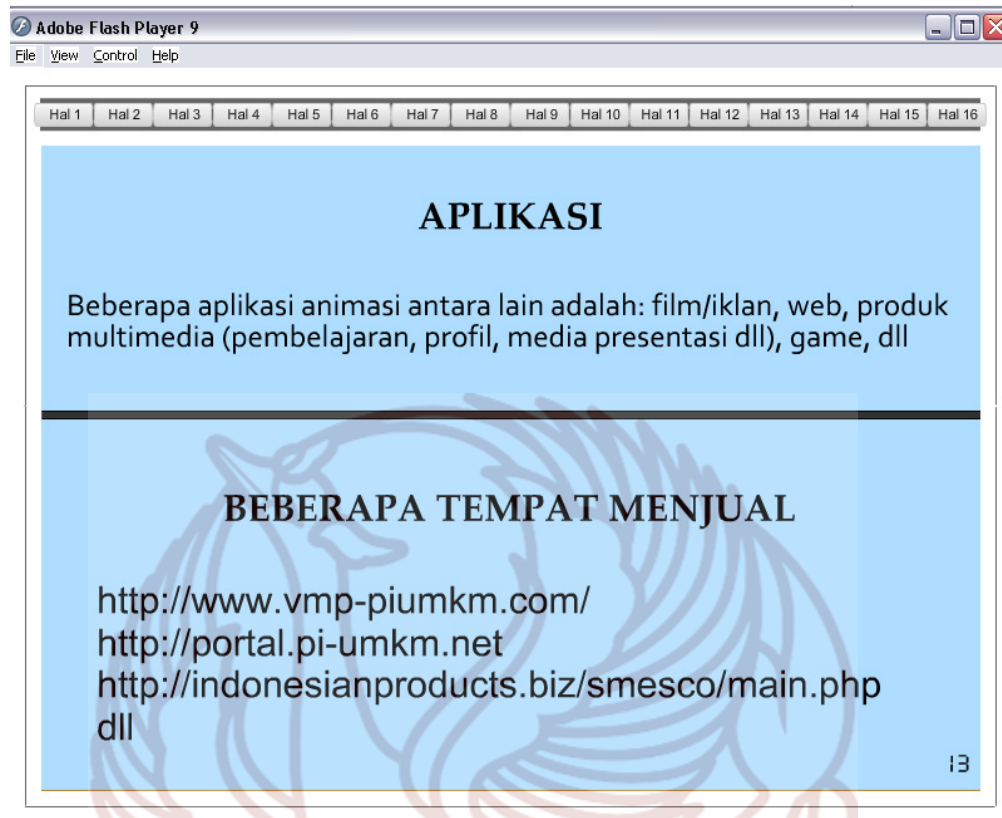 Adobe Flash Player 9
File View Control Help
Hal 1 Hal 2 Hal 3 Hal 4 Hal 5 Hal 6 Hal 7 Hal 8 Hal 9 Hal 10 Hal 11 Hal 12 Hal 13 Hal 14 Hal 15 Hal 16
APLIKASI
Beberapa aplikasi animasi antara lain adalah: film/iklan, web, produk
multimedia (pembelajaran, profil, media presentasi dll), game, dll
BEBERAPA TEMPAT MENJUAL
http://www.vmp-piumkm.com/
http://portal.pi-umkm.net
http://indonesianproducts.biz/smesco/main.php
dll
13